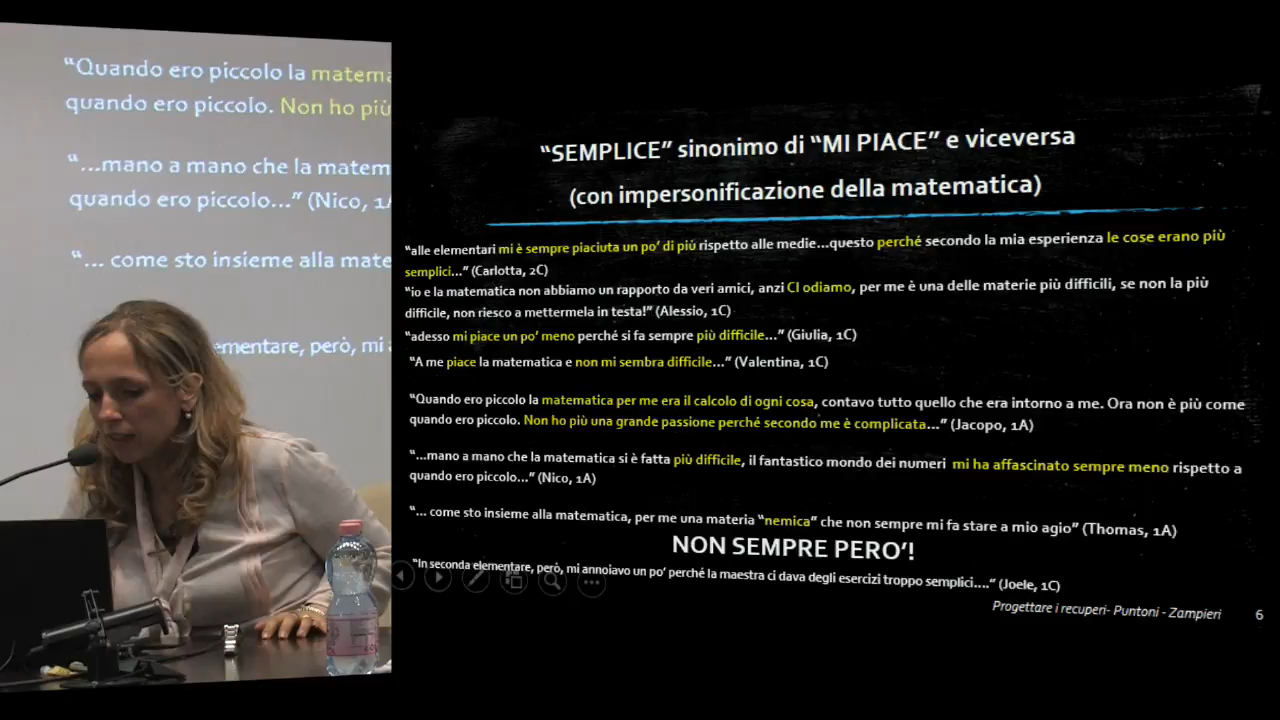 “Quando ero piccolo la matema
quando ero piccolo. Non ho più
“...mano a mano che la matem
quando ero piccolo...” (Nico, 1A
“... come sto insieme alla mate
ementare, però, mi a
“SEMPLICE” sinonimo di “MI PIACE” e viceversa
(con impersonificazione della matematica)
“alle elementari mi è sempre piaciuta un po’ di più rispetto alle medie...questo perché secondo la mia esperienza le cose erano più
semplici...” (Carlotta, 2C)
“io e la matematica non abbiamo un rapporto da veri amici, anzi CI odiamo, per me è una delle materie più difficili, se non la più
difficile, non riesco a mettermela in testa!” (Alessio, 1C)
“adesso mi piace un po’ meno perché si fa sempre più difficile...” (Giulia, 1C)
“A me piace la matematica e non mi sembra difficile...” (Valentina, 1C)
“Quando ero piccolo la matematica per me era il calcolo di ogni cosa, contavo tutto quello che era intorno a me. Ora non è più come
quando ero piccolo. Non ho più una grande passione perché secondo me è complicata...” (Jacopo, 1A)
“...mano a mano che la matematica si è fatta più difficile, il fantastico mondo dei numeri mi ha affascinato sempre meno rispetto a
quando ero piccolo...” (Nico, 1A)
“... come sto insieme alla matematica, per me una materia “nemica” che non sempre mi fa stare a mio agio” (Thomas, 1A)
NON SEMPRE PERO’!
“In seconda elementare, però, mi annoiavo un po’ perché la maestra ci dava degli esercizi troppo semplici....” (Joele, 1C)
Progettare i recuperi- Puntoni - Zampieri 6